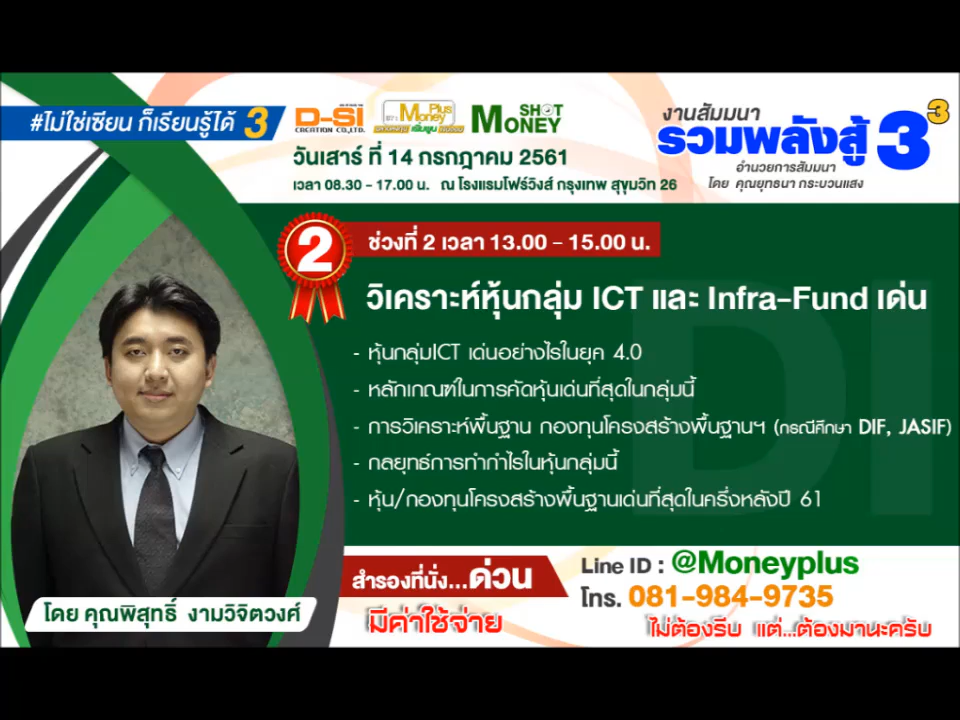 #ไม่ใช่เซียน ก็เรียนรู้ได้ 3
D-SI
CREATION CO.,LTD.
Money Plus
MONEY SHOT
งานสัมมนา
รวมพลังสู้ 3 3
อำนวยการสัมมนา
โดย คุณยุทธนา กระบวนแสง
วันเสาร์ ที่ 14 กรกฎาคม 2561
เวลา 08.30 - 17.00 น. ณ โรงแรมโฟร์วิงส์ กรุงเทพ สุขุมวิท 26
2
ช่วงที่ 2 เวลา 13.00 - 15.00 น.
วิเคราะห์หุ้นกลุ่ม ICT และ Infra-Fund เด่น
- หุ้นกลุ่มICT เด่นอย่างไรในยุค 4.0
- หลักเกณฑ์ในการคัดหุ้นเด่นที่สุดในกลุ่มนี้
- การวิเคราะห์พื้นฐาน กองทุนโครงสร้างพื้นฐานฯ (กรณีศึกษา DIF, JASIF)
- กลยุทธ์การทำกำไรในหุ้นกลุ่มนี้
- หุ้น/กองทุนโครงสร้างพื้นฐานเด่นที่สุดในครึ่งหลังปี 61
โดย คุณพิสุทธิ์ งามวิจิตวงศ์
สำรองที่นั่ง...ด่วน
มีค่าใช้จ่าย
Line ID : @Moneyplus
โทร. 081-984-9735
ไม่ต้องรีบ แต่...ต้องมานะครับ